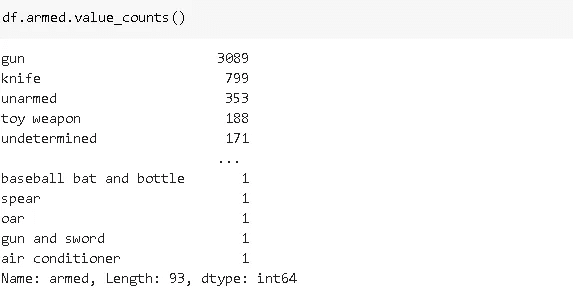 df.armed.value_counts()
gun 3089
knife 799
unarmed 353
toy weapon 188
undetermined 171
...
baseball bat and bottle 1
spear 1
oar 1
gun and sword 1
air conditioner 1
Name: armed, Length: 93, dtype: int64